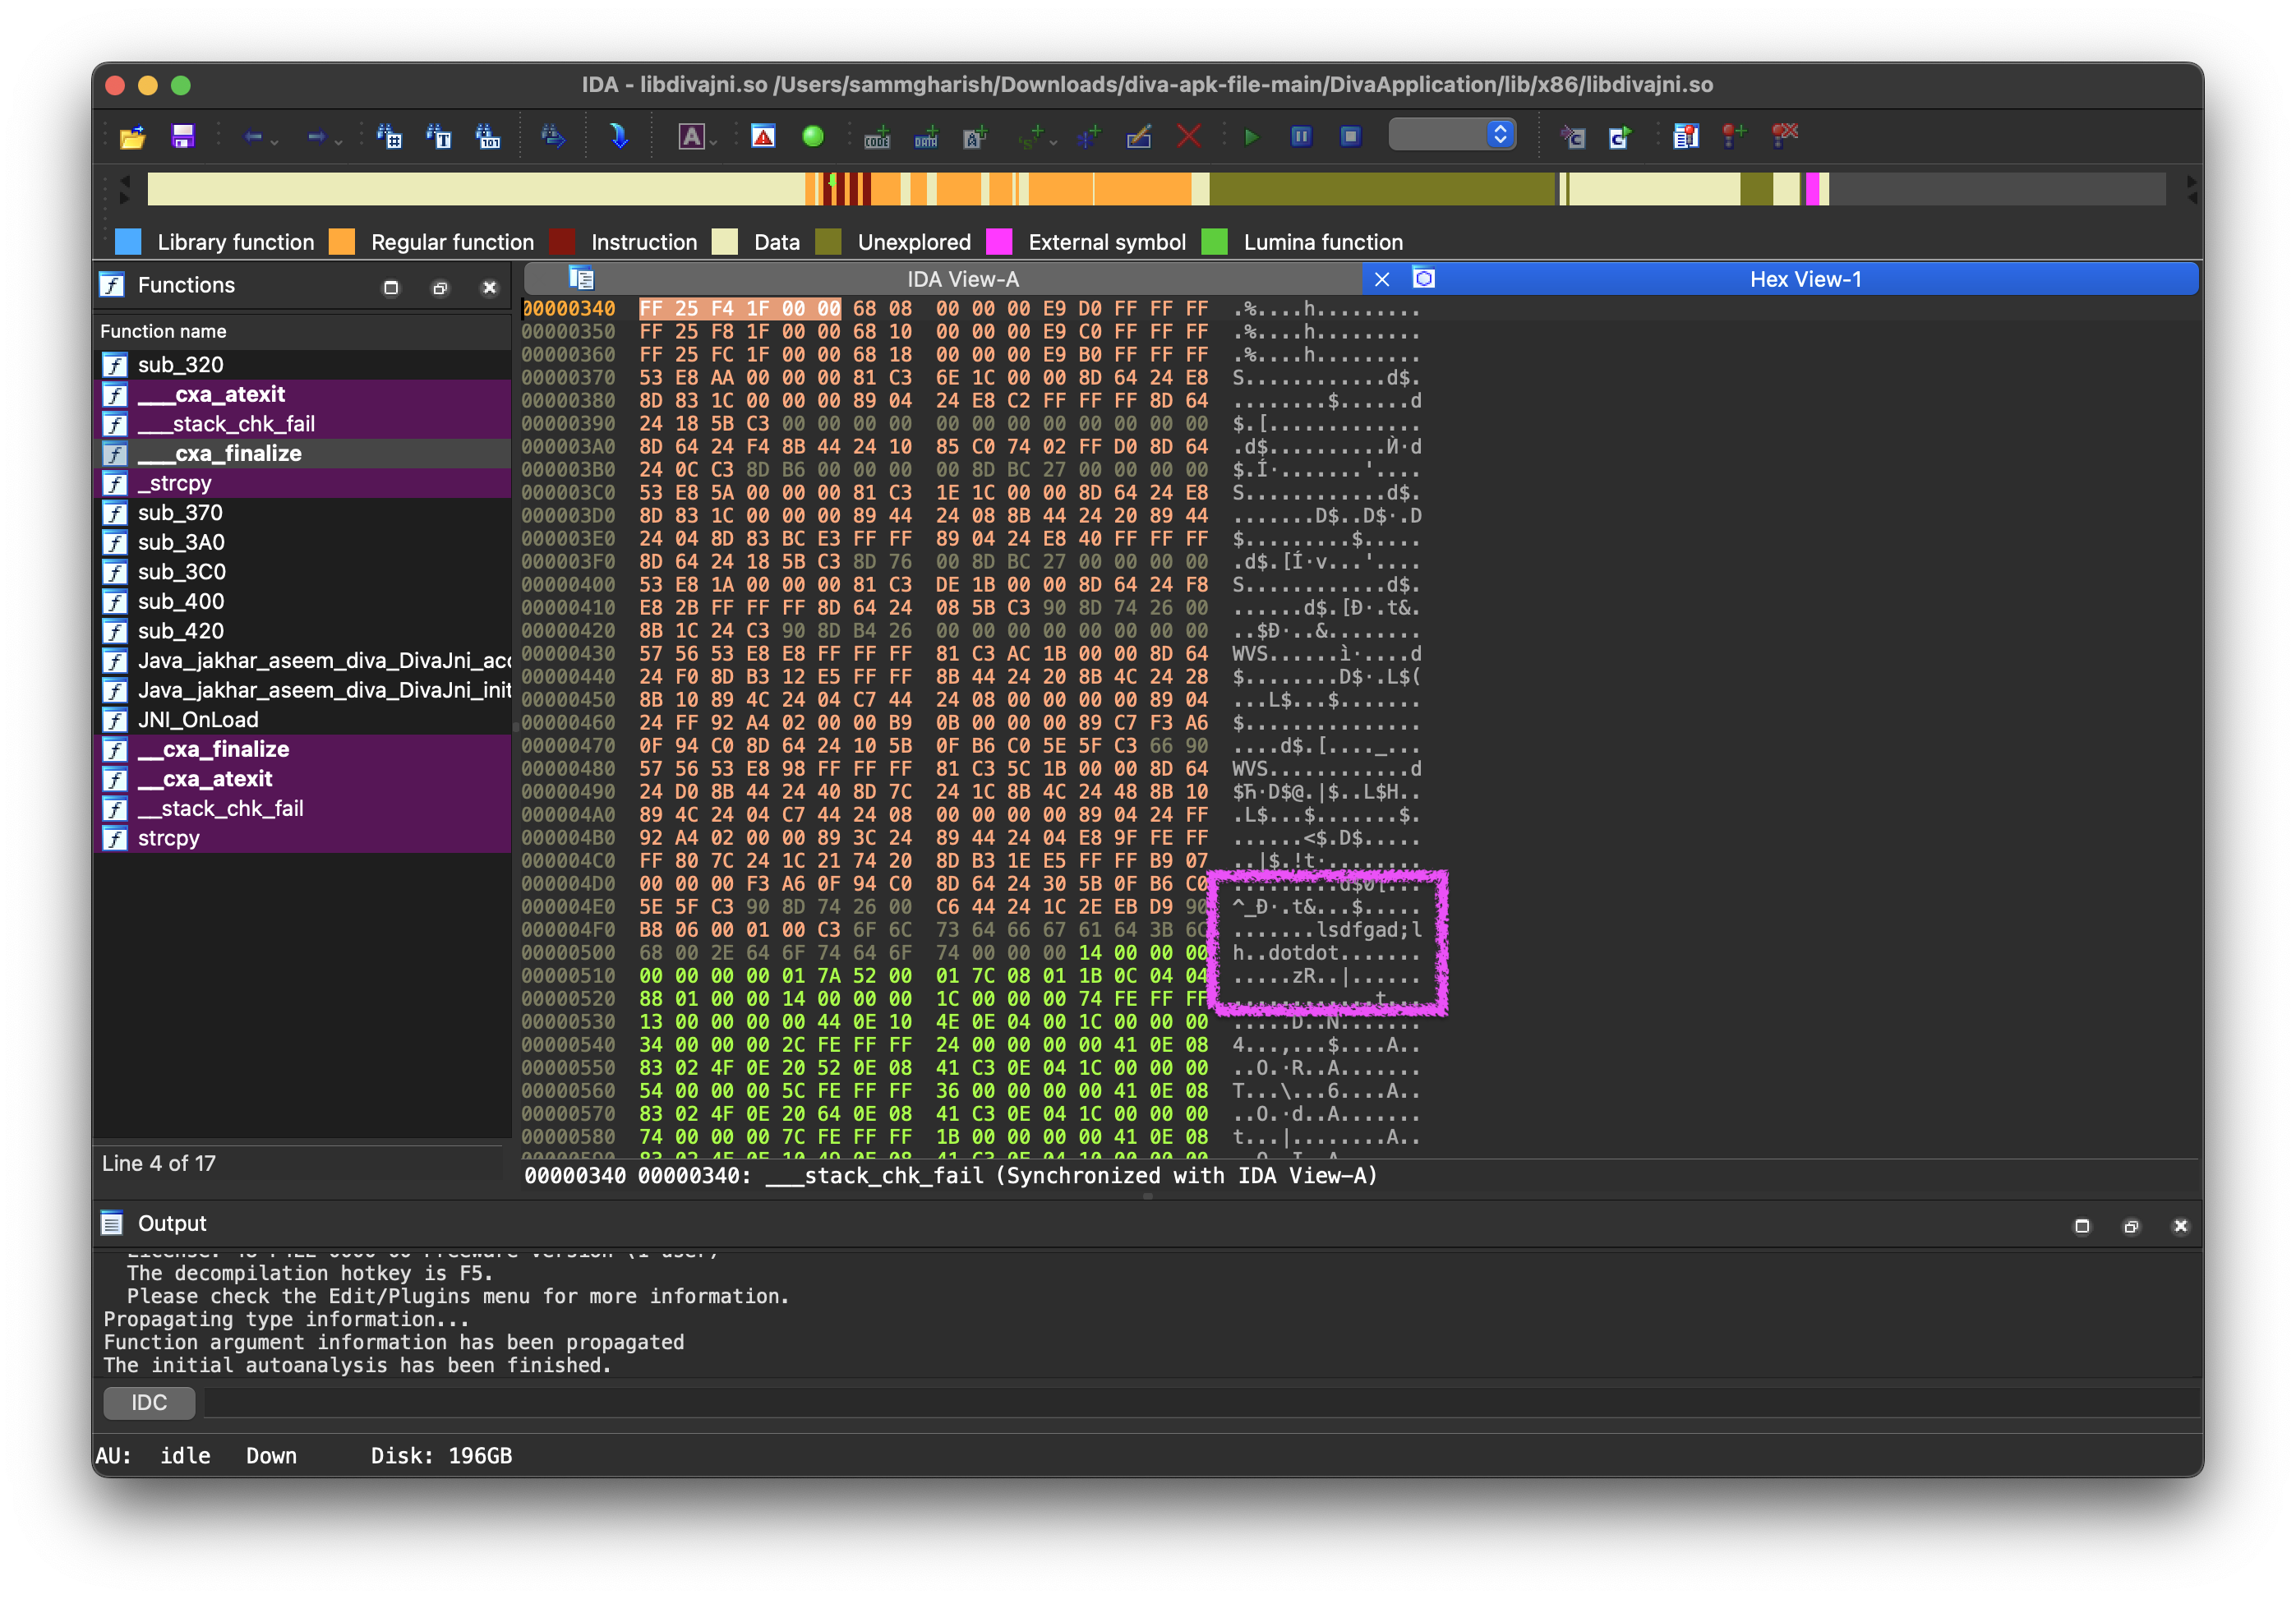 IDA - libdivajni.so /Users/sammgharish/Downloads/diva-apk-file-main/DivaApplication/lib/x86/libdivajni.so
Library function Regular function Instruction Data Unexplored External symbol Lumina function
Functions
Function name
sub_320
___cxa_atexit
___stack_chk_fail
___cxa_finalize
_strcpy
sub_370
sub_3A0
sub_3C0
sub_400
sub_420
Java_jakhar_aseem_diva_DivaJni_acc
Java_jakhar_aseem_diva_DivaJni_init
JNI_OnLoad
__cxa_finalize
__cxa_atexit
__stack_chk_fail
strcpy
Line 4 of 17
IDA View-A Hex View-1
00000340 FF 25 F4 1F 00 00 68 08 00 00 00 E9 D0 FF FF FF .%....h.........
00000350 FF 25 F8 1F 00 00 68 10 00 00 00 E9 C0 FF FF FF .%....h.........
00000360 FF 25 FC 1F 00 00 68 18 00 00 00 E9 B0 FF FF FF .%....h.........
00000370 53 E8 AA 00 00 00 81 C3 6E 1C 00 00 8D 64 24 E8 S............d$.
00000380 8D 83 1C 00 00 00 89 04 24 E8 C2 FF FF FF 8D 64 ........$......d
00000390 24 18 5B C3 00 00 00 00 00 00 00 00 00 00 00 00 $.[.............
000003A0 8D 64 24 F4 8B 44 24 10 85 C0 74 02 FF D0 8D 64 .d$..........Ѝ·d
000003B0 24 0C C3 8D B6 00 00 00 00 8D BC 27 00 00 00 00 $.Í·.......'....
000003C0 53 E8 5A 00 00 00 81 C3 1E 1C 00 00 8D 64 24 E8 S............d$.
000003D0 8D 83 1C 00 00 00 89 44 24 08 8B 44 24 20 89 44 .......D$..D$·.D
000003E0 24 04 8D 83 BC E3 FF FF 89 04 24 E8 40 FF FF FF $.........$.....
000003F0 8D 64 24 18 5B C3 8D 76 00 8D BC 27 00 00 00 00 .d$.[Í·v...'....
00000400 53 E8 1A 00 00 00 81 C3 DE 1B 00 00 8D 64 24 F8 S............d$.
00000410 E8 2B FF FF FF 8D 64 24 08 5B C3 90 8D 74 26 00 ......d$.[Ð·.t&.
00000420 8B 1C 24 C3 90 8D B4 26 00 00 00 00 00 00 00 00 ..$Ð·..&........
00000430 57 56 53 E8 E8 FF FF FF 81 C3 AC 1B 00 00 8D 64 WVS......ì·....d
00000440 24 F0 8D B3 12 E5 FF FF 8B 44 24 20 8B 4C 24 28 $........D$·.L$(
00000450 8B 10 89 4C 24 04 C7 44 24 08 00 00 00 00 89 04 ...L$...$.......
00000460 24 FF 92 A4 02 00 00 B9 0B 00 00 00 89 C7 F3 A6 $...............
00000470 0F 94 C0 8D 64 24 10 5B 0F B6 C0 5E 5F C3 66 90 ....d$.[...._...
00000480 57 56 53 E8 98 FF FF FF 81 C3 5C 1B 00 00 8D 64 WVS............d
00000490 24 D0 8B 44 24 40 8D 7C 24 1C 8B 4C 24 48 8B 10 $Ћ·D$@.|$..L$H..
000004A0 89 4C 24 04 C7 44 24 08 00 00 00 00 89 04 24 FF .L$...$.......$.
000004B0 92 A4 02 00 00 89 3C 24 89 44 24 04 E8 9F FE FF ......<$.D$.....
000004C0 FF 80 7C 24 1C 21 74 20 8D B3 1E E5 FF FF B9 07 ..|$.!t·........
000004D0 00 00 00 F3 A6 0F 94 C0 8D 64 24 30 5B 0F B6 C0 .........d$0[...
000004E0 5E 5F C3 90 8D 74 26 00 C6 44 24 1C 2E EB D9 90 ^_Ð·.t&...$.....
000004F0 B8 06 00 01 00 C3 6F 6C 73 64 66 67 61 64 3B 6C .......lsdfgad;l
00000500 68 00 2E 64 6F 74 64 6F 74 00 00 00 14 00 00 00 h..dotdot.......
00000510 00 00 00 00 01 7A 52 00 01 7C 08 01 1B 0C 04 04 .....zR..|......
00000520 88 01 00 00 14 00 00 00 1C 00 00 00 74 FE FF FF ............t...
00000530 13 00 00 00 00 44 0E 10 4E 0E 04 00 1C 00 00 00 .....D..N.......
00000540 34 00 00 00 2C FE FF FF 24 00 00 00 00 41 0E 08 4...,...$....A..
00000550 83 02 4F 0E 20 52 0E 08 41 C3 0E 04 1C 00 00 00 ..O.·R..A.......
00000560 54 00 00 00 5C FE FF FF 36 00 00 00 00 41 0E 08 T...\...6....A..
00000570 83 02 4F 0E 20 64 0E 08 41 C3 0E 04 1C 00 00 00 ..O.·d..A.......
00000580 74 00 00 00 7C FE FF FF 1B 00 00 00 00 41 0E 08 t...|........A..
00000340 00000340: ___stack_chk_fail (Synchronized with IDA View-A)
Output
The decompilation hotkey is F5.
Please check the Edit/Plugins menu for more information.
Propagating type information...
Function argument information has been propagated
The initial autoanalysis has been finished.
IDC
AU: idle Down Disk: 196GB